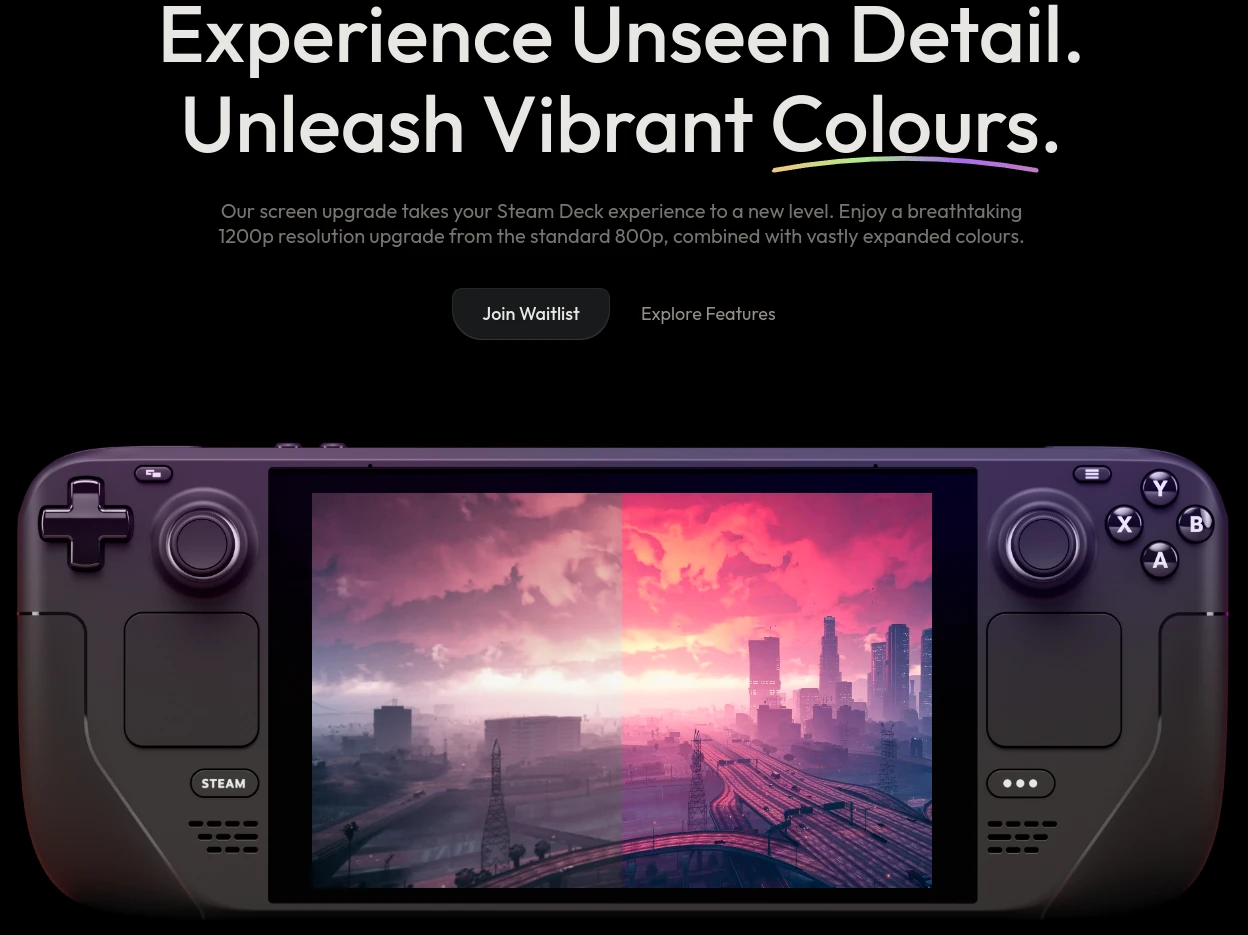 Experience Unseen Detail.
Unleash Vibrant Colours.
Our screen upgrade takes your Steam Deck experience to a new level. Enjoy a breathtaking
1200p resolution upgrade from the standard 800p, combined with vastly expanded colours.
Join Waitlist
Explore Features
Y
X
B
A
STEAM